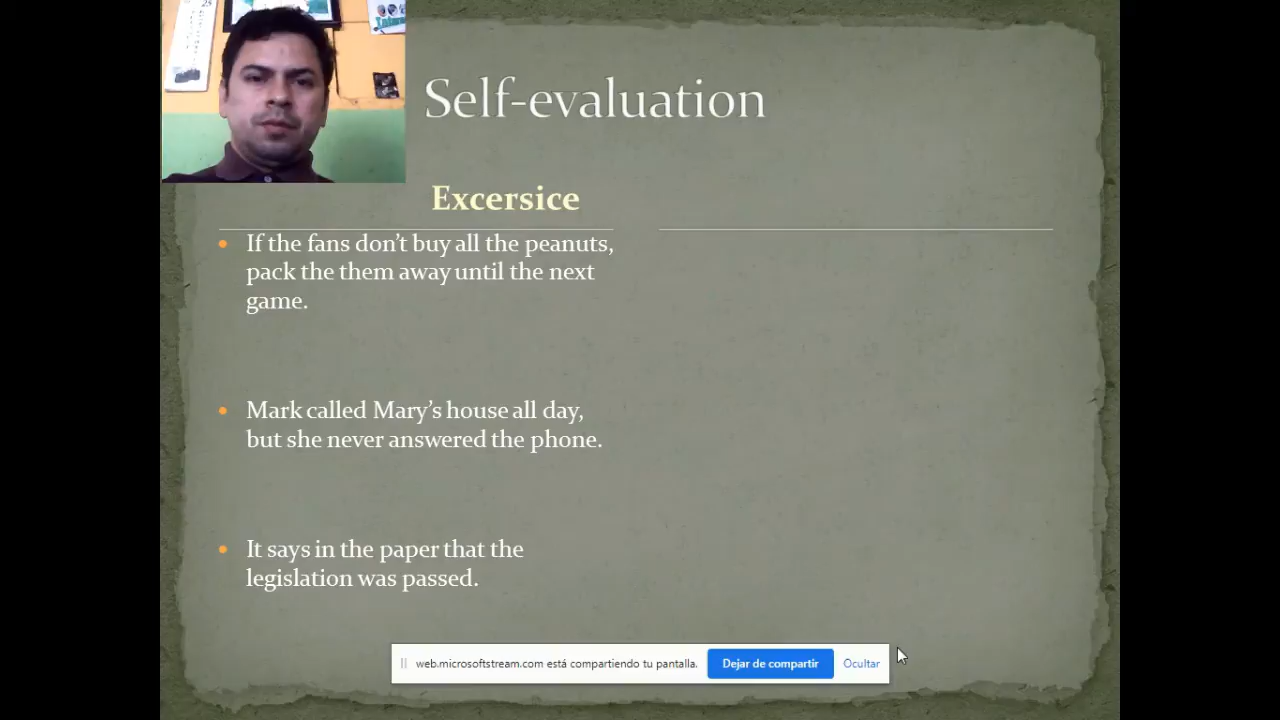 Self-evaluation
Excersice
• If the fans don't buy all the peanuts,
pack the them away until the next
game.
• Mark called Mary's house all day,
but she never answered the phone.
• It says in the paper that the
legislation was passed.
web.microsoftstream.com está compartiendo tu pantalla.
Dejar de compartir
Ocultar